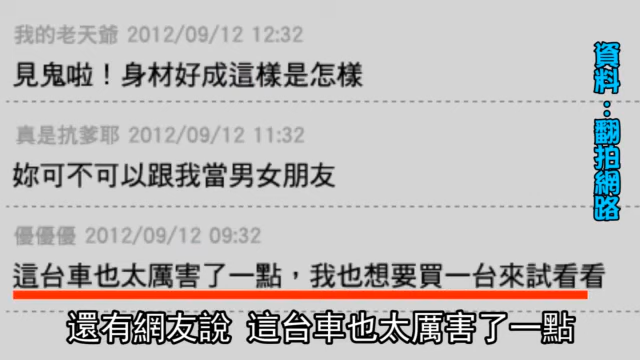 我的老天爺 2012/09/12 12:32
見鬼啦！身材好成這樣是怎樣
真是抗爹耶 2012/09/12 11:32
妳可不可以跟我當男女朋友
優優優 2012/09/12 09:32
這台車也太厲害了一點，我也想要買一台來試看看
資料：翻拍網路
還有網友說 這台車也太厲害了一點